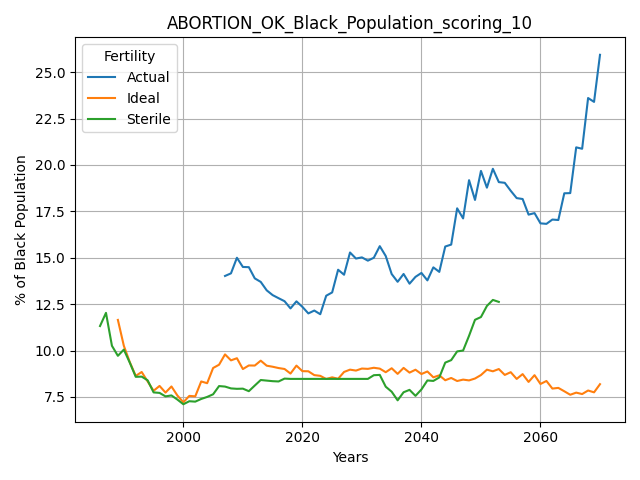 ABORTION_OK_Black_Population_scoring_10
Fertility
Actual
Ideal
Sterile
% of Black Population
25.0
22.5
20.0
17.5
15.0
12.5
10.0
7.5
2000 2020 2040 2060
Years